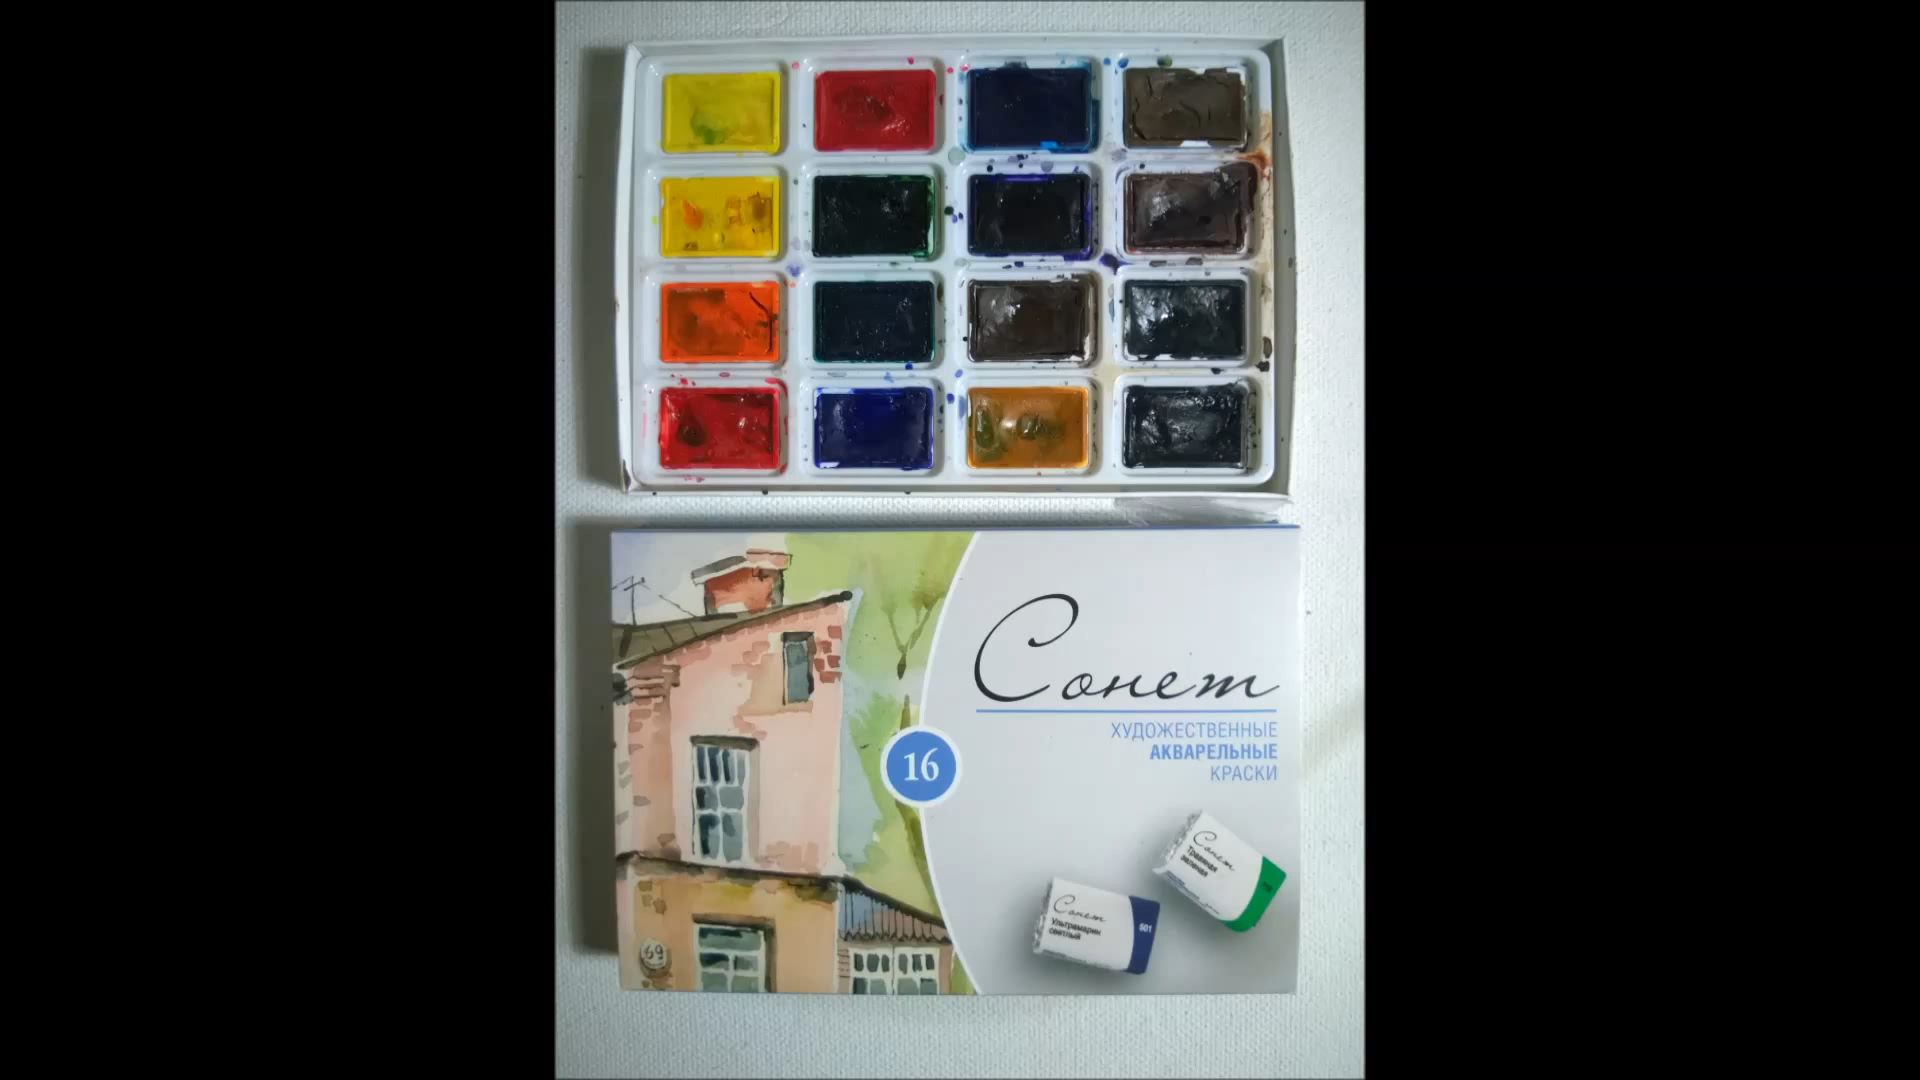 Сонет
ХУДОЖЕСТВЕННЫЕ
АКВАРЕЛЬНЫЕ
КРАСКИ
16
Сонет
Травяная
зеленая
Сонет
Ультрамарин
светлый
501
69